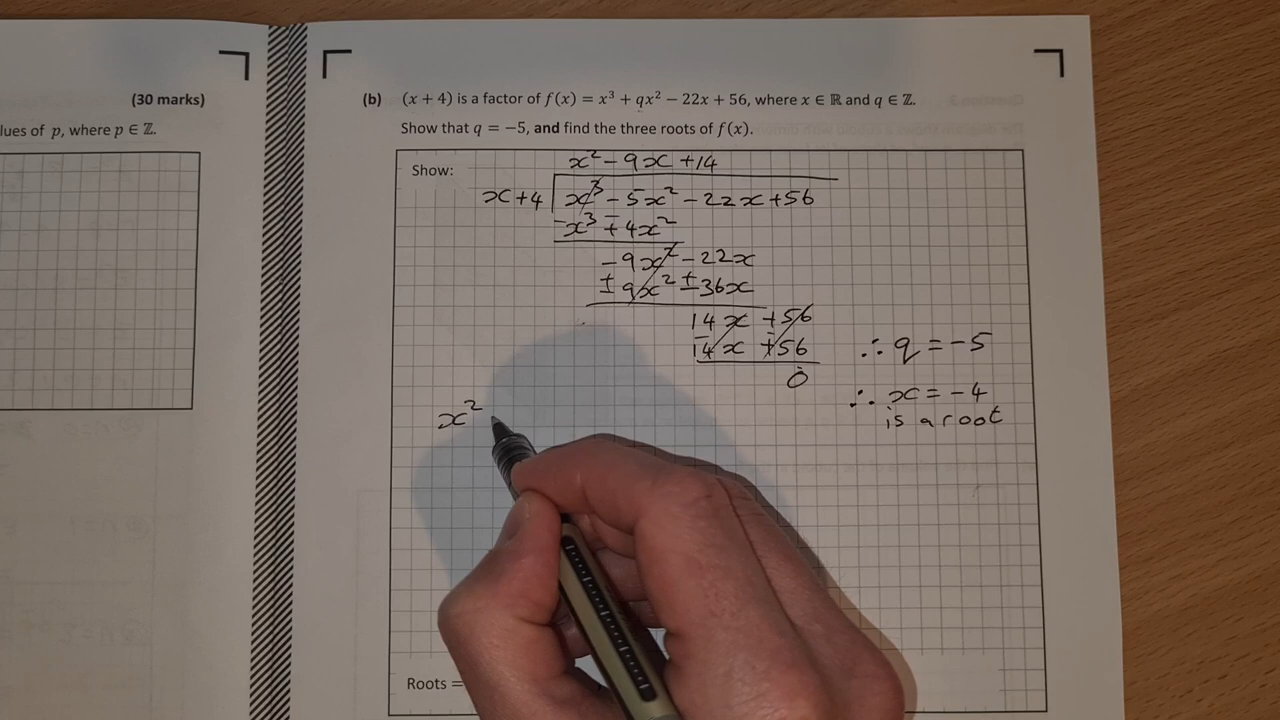 (30 marks)
lues of p, where p ∈ ℤ.
(b) (x + 4) is a factor of f(x) = x³ + qx² − 22x + 56, where x ∈ ℝ and q ∈ ℤ.
Show that q = −5, and find the three roots of f(x).
Show:
x² − 9x + 14
x + 4 | x³ − 5x² − 22x + 56
x³ + 4x²
− 9x² − 22x
± 9x² ± 36x
14x + 56
14x + 56
0
∴ q = −5
∴ x = −4
is a root
x²
Roots =